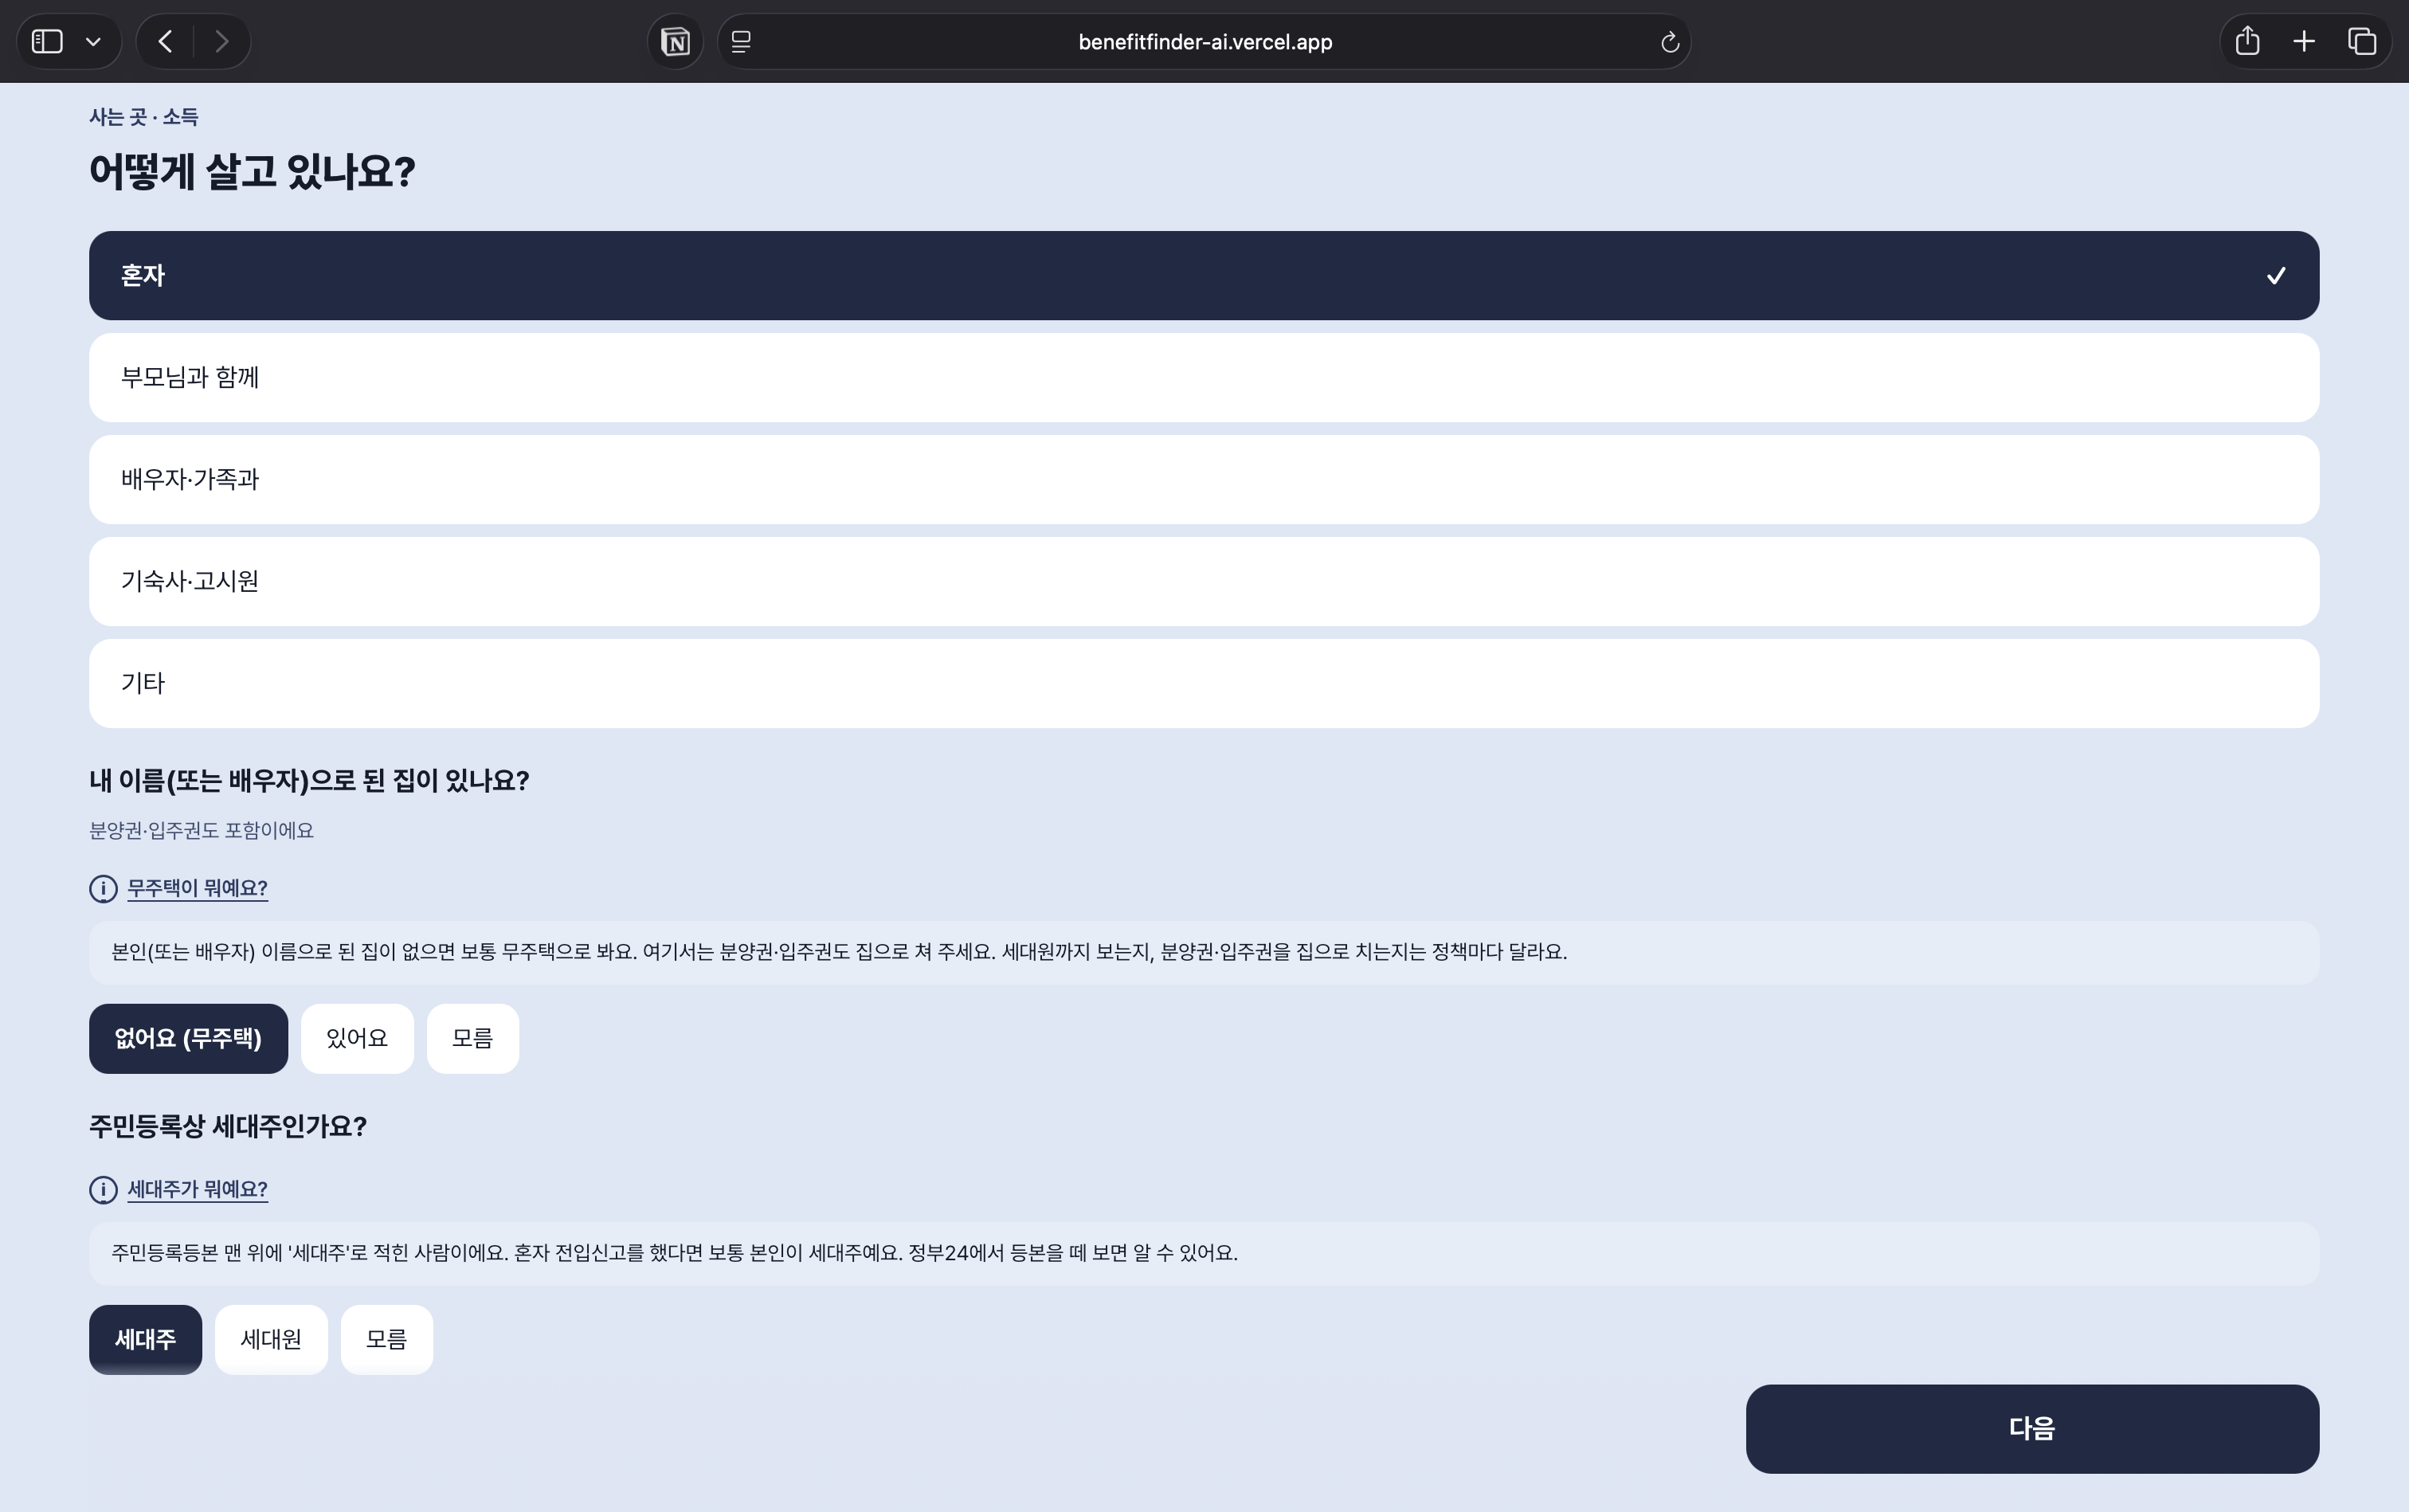 benefitfinder-ai.vercel.app
사는 곳 · 소득
어떻게 살고 있나요?
혼자
부모님과 함께
배우자·가족과
기숙사·고시원
기타
내 이름(또는 배우자)으로 된 집이 있나요?
분양권·입주권도 포함이에요
무주택이 뭐예요?
본인(또는 배우자) 이름으로 된 집이 없으면 보통 무주택으로 봐요. 여기서는 분양권·입주권도 집으로 쳐 주세요. 세대원까지 보는지, 분양권·입주권을 집으로 치는지는 정책마다 달라요.
없어요 (무주택) 있어요 모름
주민등록상 세대주인가요?
세대주가 뭐예요?
주민등록등본 맨 위에 '세대주'로 적힌 사람이에요. 혼자 전입신고를 했다면 보통 본인이 세대주예요. 정부24에서 등본을 떼 보면 알 수 있어요.
세대주 세대원 모름
다음